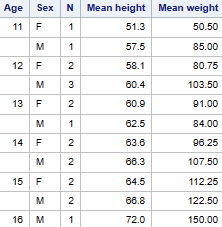 Age Sex N Mean height Mean weight
11 F 1 51.3 50.50
M 1 57.5 85.00
12 F 2 58.1 80.75
M 3 60.4 103.50
13 F 2 60.9 91.00
M 1 62.5 84.00
14 F 2 63.6 96.25
M 2 66.3 107.50
15 F 2 64.5 112.25
M 2 66.8 122.50
16 M 1 72.0 150.00